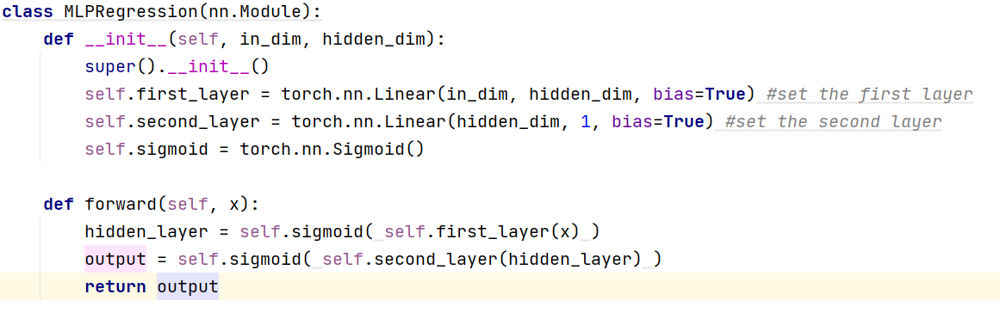 class MLPRegression(nn.Module):
    def __init__(self, in_dim, hidden_dim):
        super().__init__()
        self.first_layer = torch.nn.Linear(in_dim, hidden_dim, bias=True) #set the first layer
        self.second_layer = torch.nn.Linear(hidden_dim, 1, bias=True) #set the second layer
        self.sigmoid = torch.nn.Sigmoid()

    def forward(self, x):
        hidden_layer = self.sigmoid( self.first_layer(x) )
        output = self.sigmoid( self.second_layer(hidden_layer) )
        return output